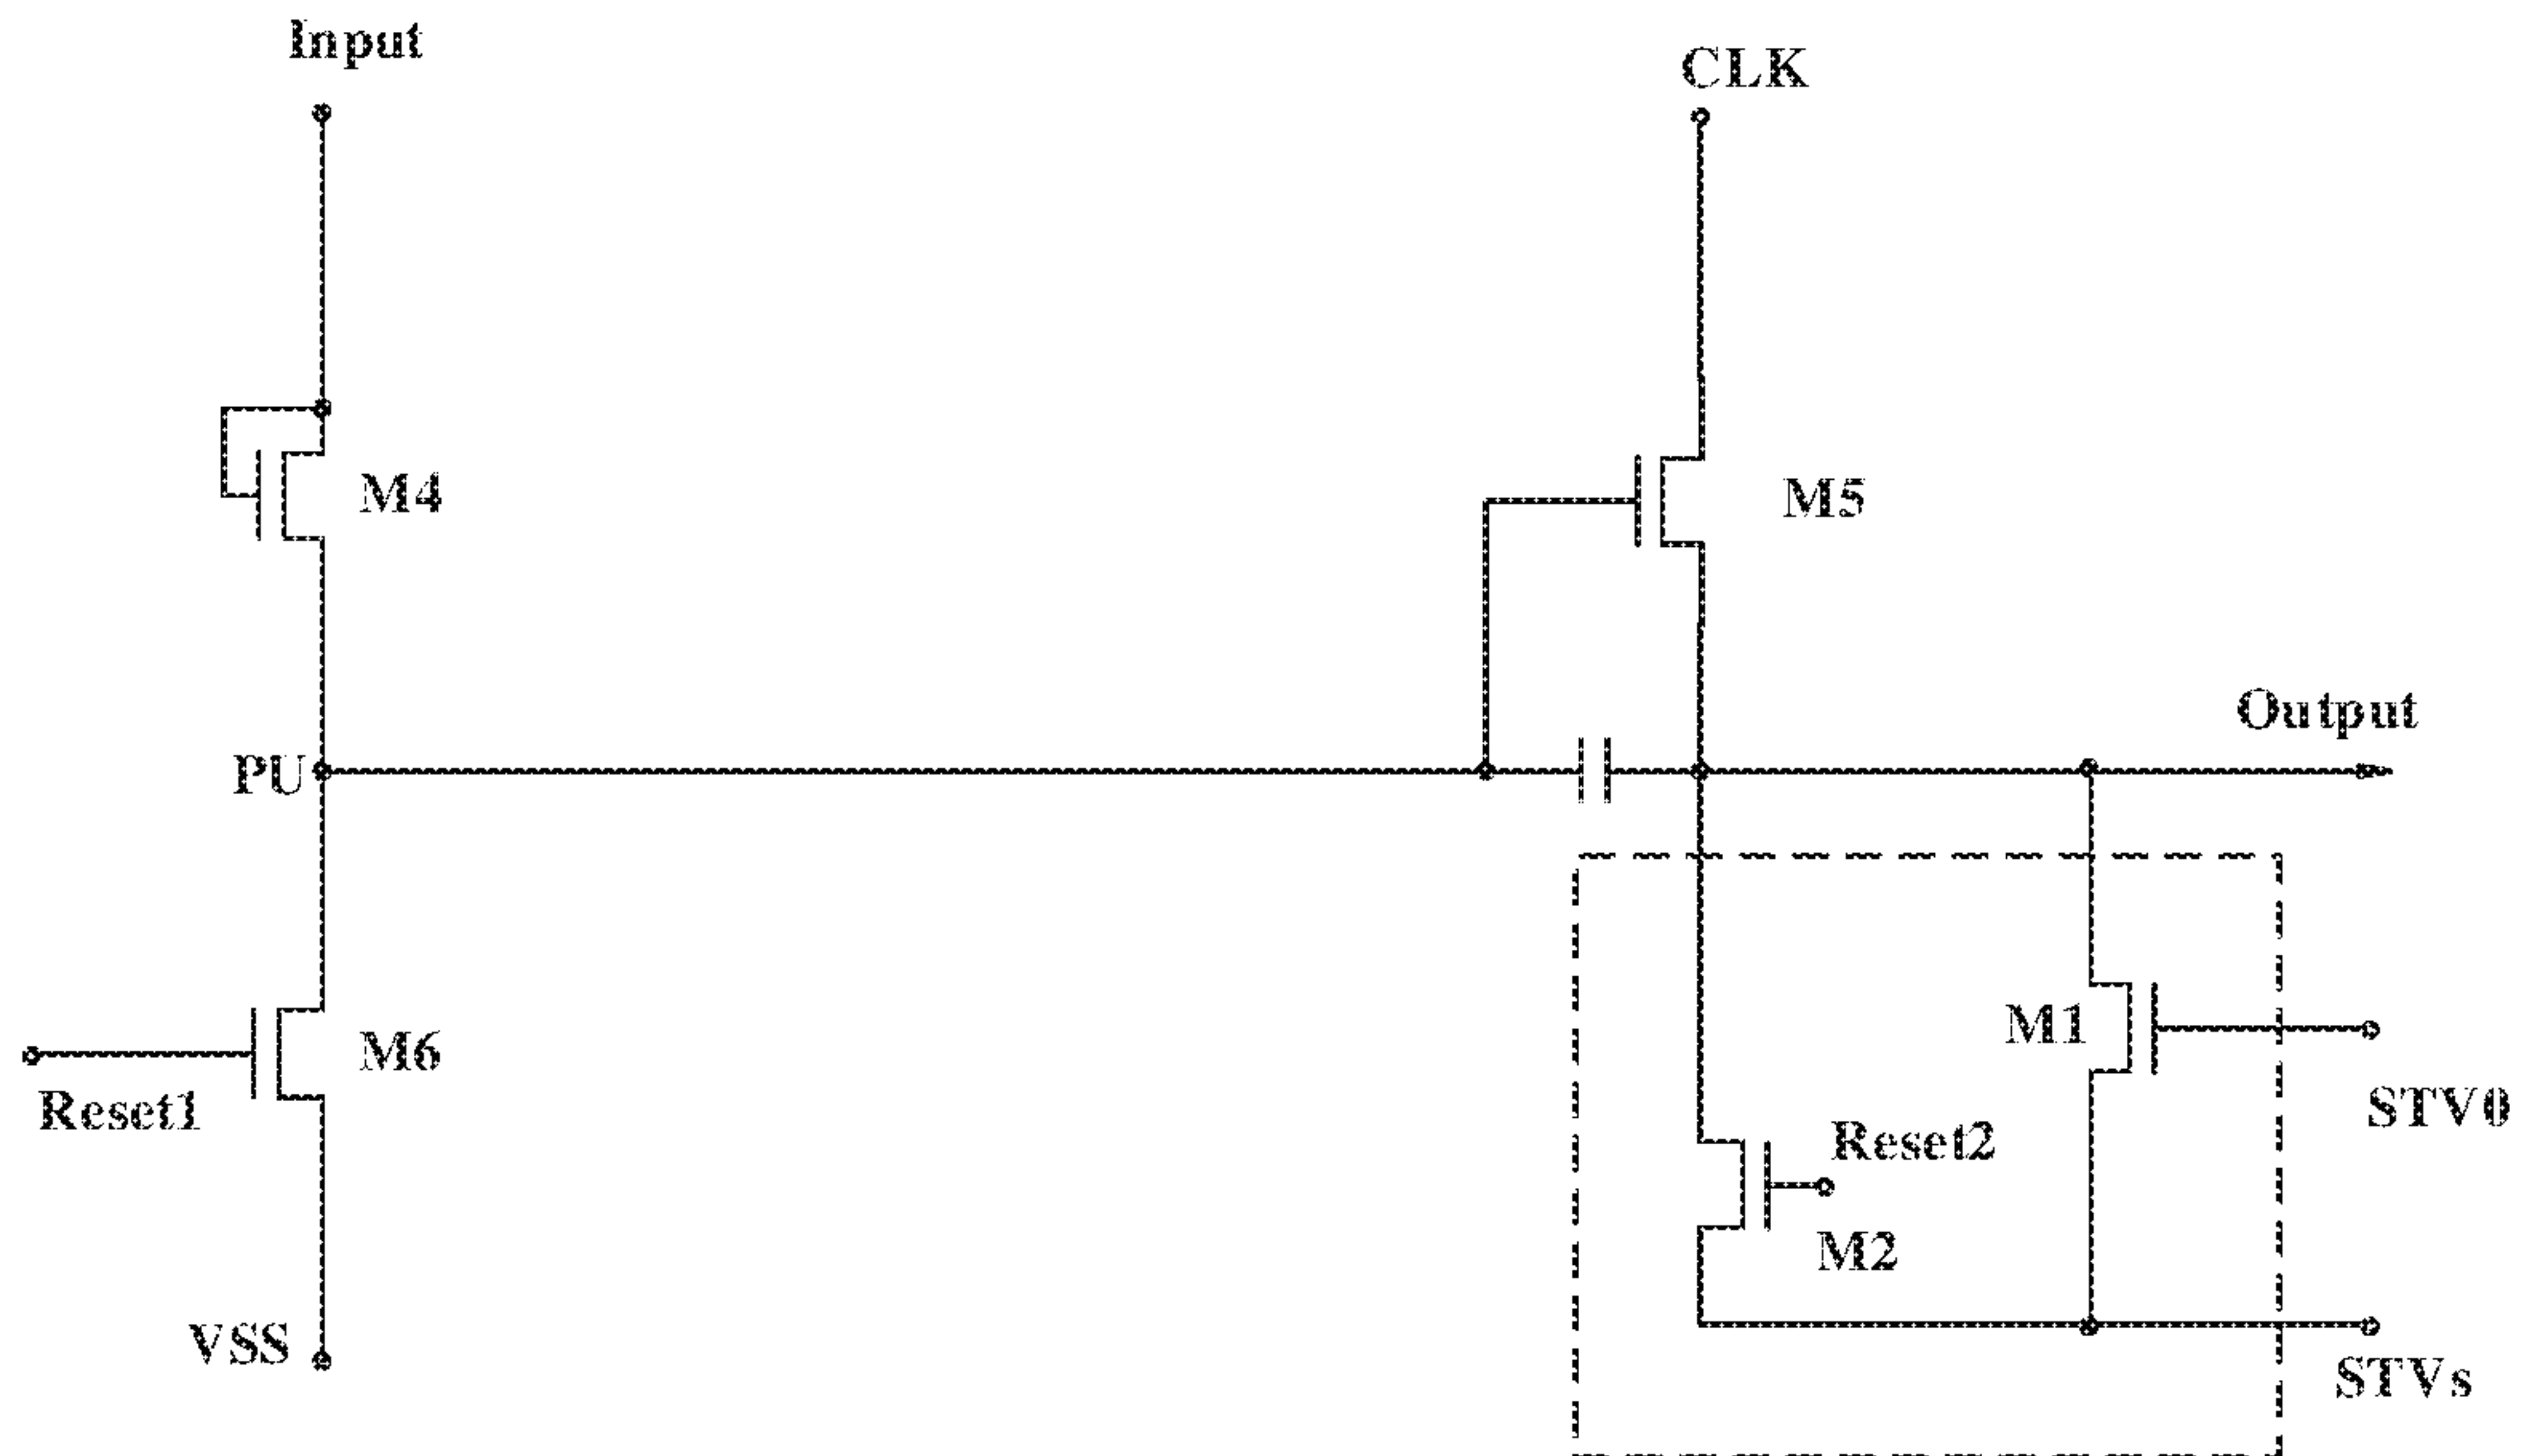 Input
CLK
M4
M5
Output
PU
M1
M6
Reset1
STV0
Reset2
M2
VSS
STVs